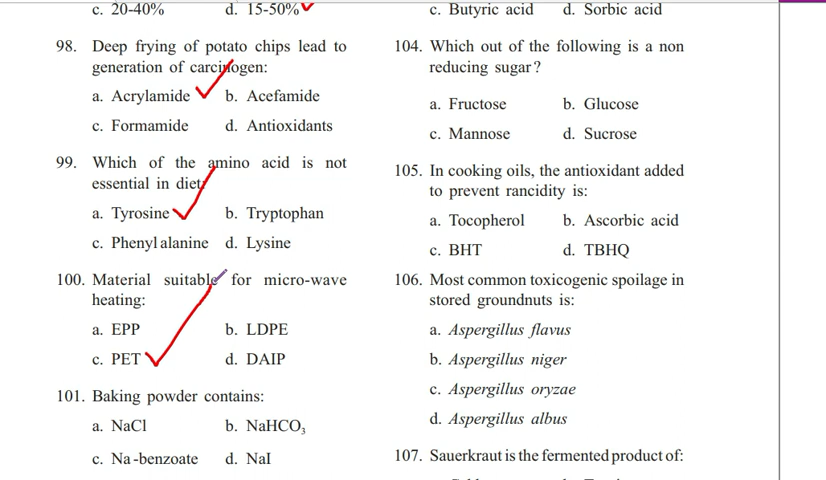 c. 20-40% d. 15-50%
98. Deep frying of potato chips lead to
generation of carcinogen:
a. Acrylamide b. Acefamide
c. Formamide d. Antioxidants
99. Which of the amino acid is not
essential in diet:
a. Tyrosine b. Tryptophan
c. Phenyl alanine d. Lysine
100. Material suitable for micro-wave
heating:
a. EPP b. LDPE
c. PET d. DAIP
101. Baking powder contains:
a. NaCl b. NaHCO₃
c. Na-benzoate d. NaI
c. Butyric acid d. Sorbic acid
104. Which out of the following is a non
reducing sugar?
a. Fructose b. Glucose
c. Mannose d. Sucrose
105. In cooking oils, the antioxidant added
to prevent rancidity is:
a. Tocopherol b. Ascorbic acid
c. BHT d. TBHQ
106. Most common toxicogenic spoilage in
stored groundnuts is:
a. Aspergillus flavus
b. Aspergillus niger
c. Aspergillus oryzae
d. Aspergillus albus
107. Sauerkraut is the fermented product of: